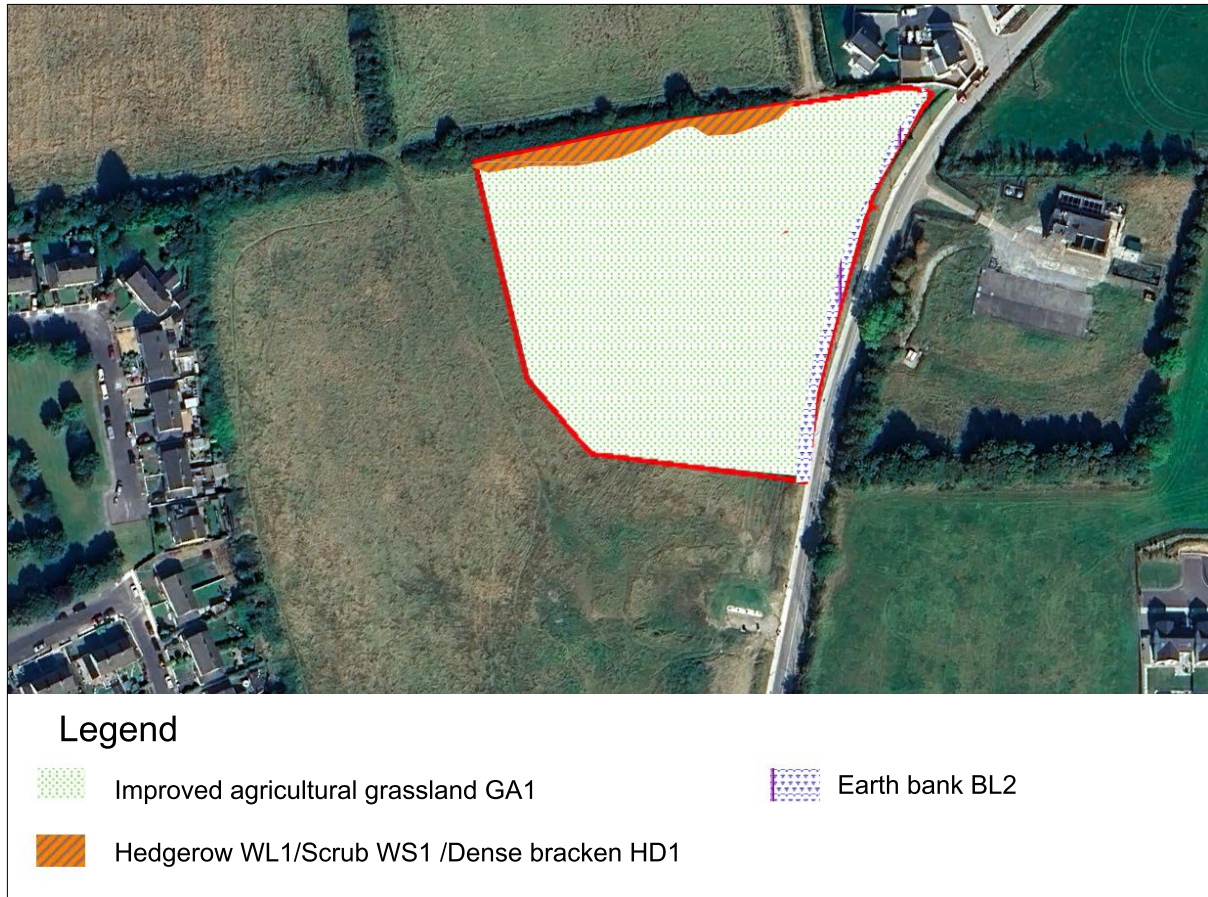 Legend
Improved agricultural grassland GA1
Earth bank BL2
Hedgerow WL1/Scrub WS1 /Dense bracken HD1